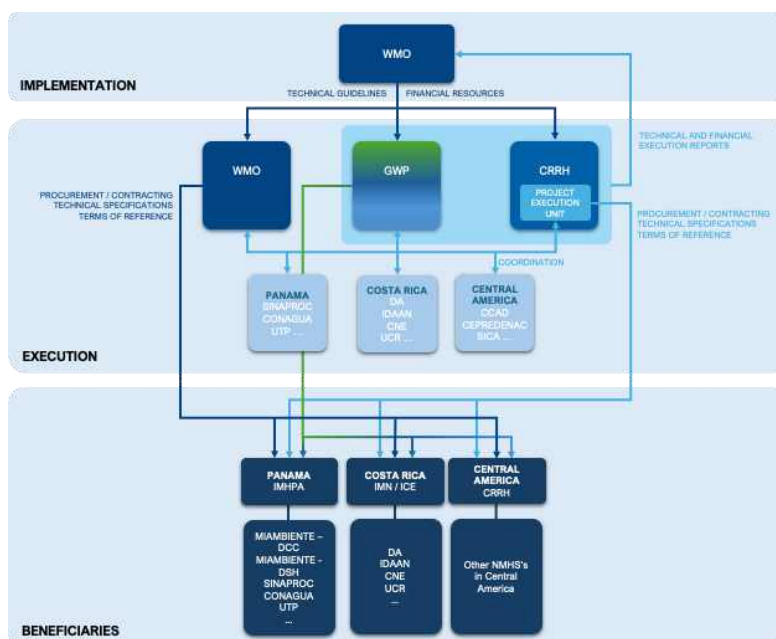 WMO
IMPLEMENTATION
TECHNICAL GUIDELINES
FINANCIAL RESOURCES
TECHNICAL AND FINANCIAL
EXECUTION REPORTS
WMO
GWP
CRRH
PROJECT
EXECUTION
UNIT
PROCUREMENT / CONTRACTING
TECHNICAL SPECIFICATIONS
TERMS OF REFERENCE
PROCUREMENT / CONTRACTING
TECHNICAL SPECIFICATIONS
TERMS OF REFERENCE
COORDINATION
PANAMA
SINAPROC
CONAGUA
UTP ...
COSTA RICA
DA
IDAAN
CNE
UCR ...
CENTRAL
AMERICA
CCAD
CEPREDENAC
SICA ...
EXECUTION
PANAMA
IMHPA
COSTA RICA
IMN / ICE
CENTRAL
AMERICA
CRRH
MIAMBIENTE –
DCC
MIAMBIENTE -
DSH
SINAPROC
CONAGUA
UTP
...
DA
IDAAN
CNE
UCR
...
Other NMHS's
in Central
America
BENEFICIARIES